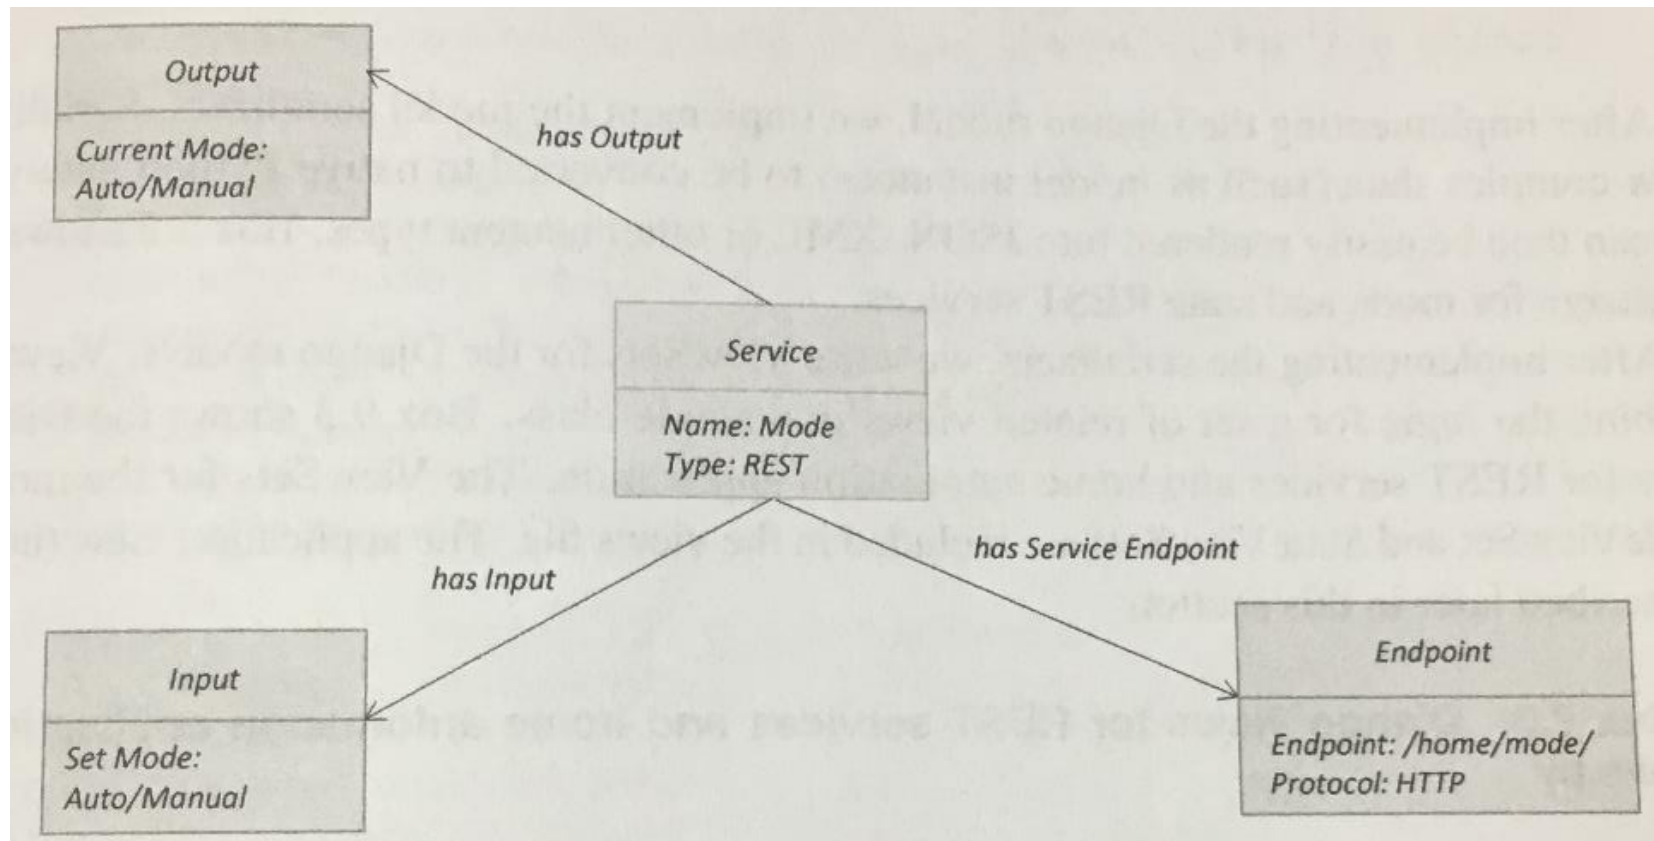 Output
Current Mode:
Auto/Manual
has Output
Service
Name: Mode
Type: REST
has Input
has Service Endpoint
Input
Set Mode:
Auto/Manual
Endpoint
Endpoint: /home/mode/
Protocol: HTTP